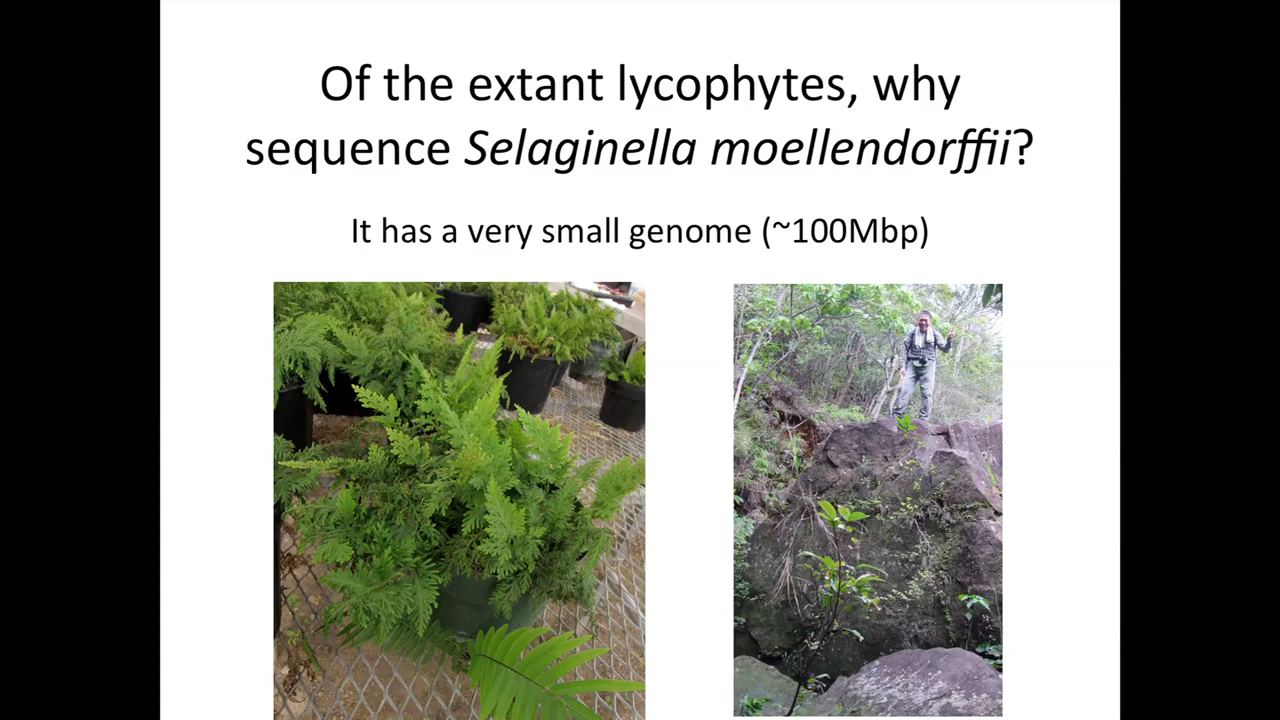 Of the extant lycophytes, why
sequence Selaginella moellendorffii?
It has a very small genome (~100Mbp)